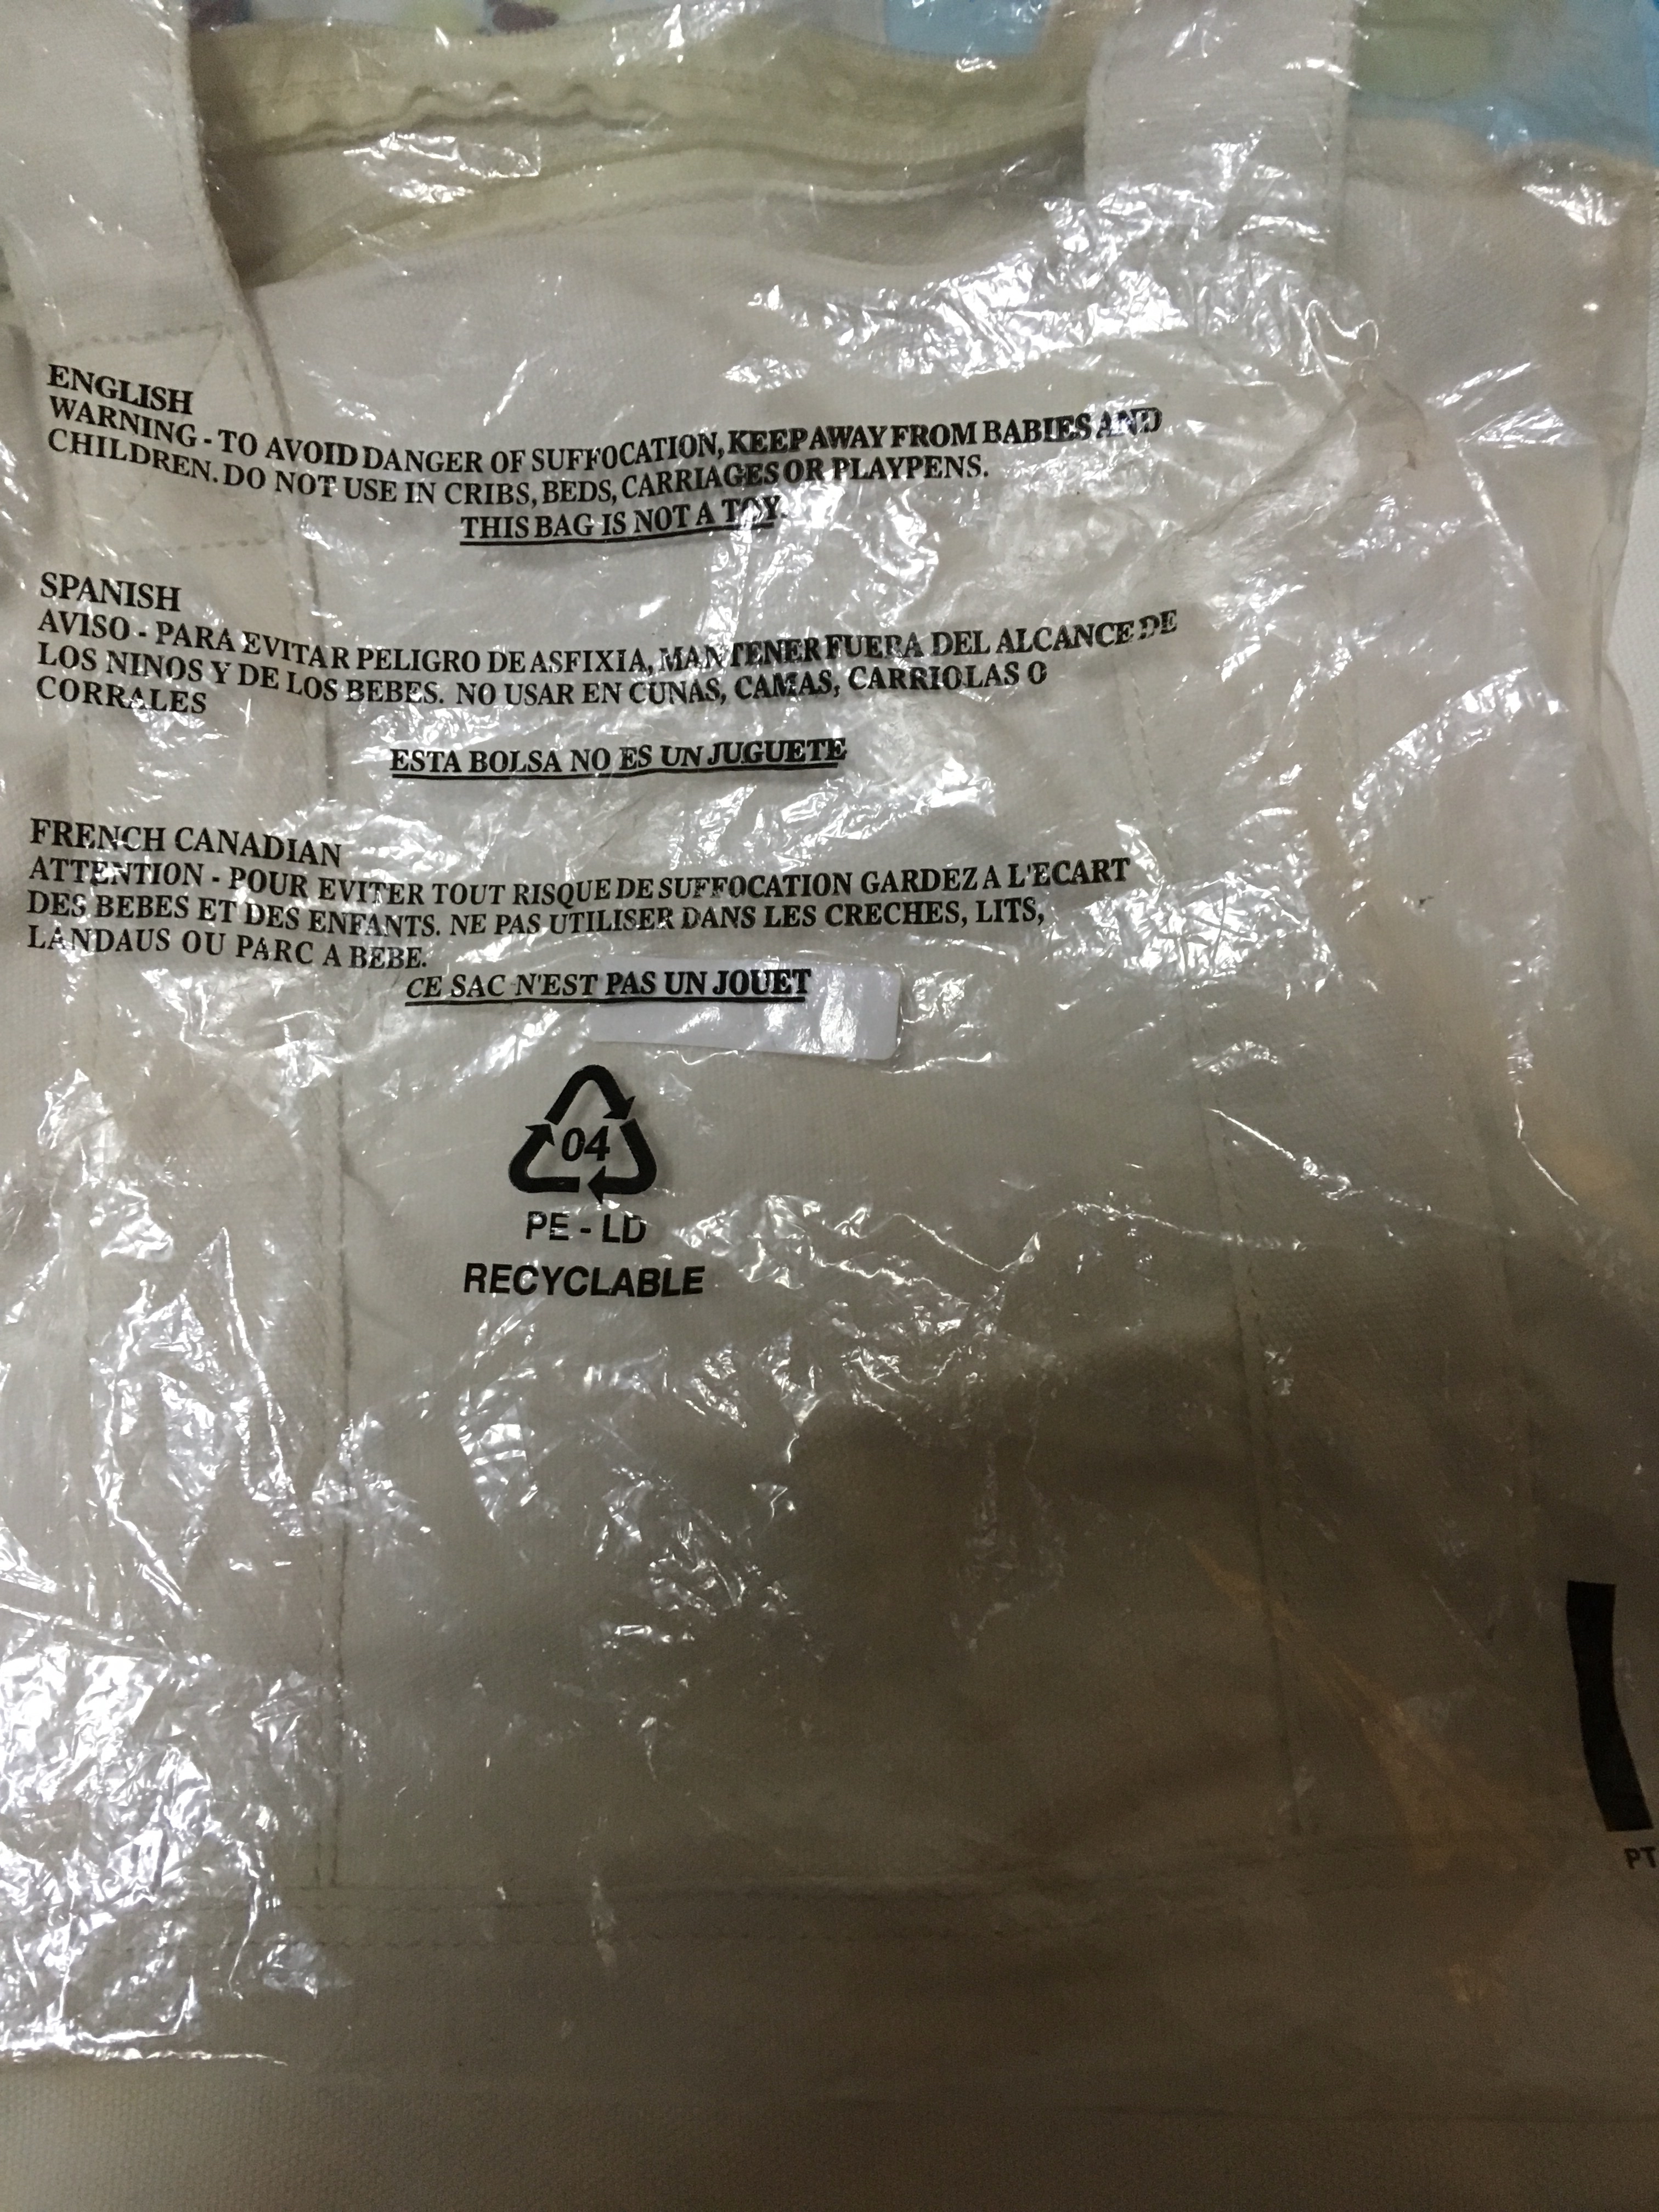 ENGLISH
WARNING - TO AVOID DANGER OF SUFFOCATION, KEEP AWAY FROM BABIES AND
CHILDREN. DO NOT USE IN CRIBS, BEDS, CARRIAGES OR PLAYPENS.
THIS BAG IS NOT A TOY.
SPANISH
AVISO - PARA EVITAR PELIGRO DE ASFIXIA, MANTENER FUERA DEL ALCANCE DE
LOS NINOS Y DE LOS BEBES. NO USAR EN CUNAS, CAMAS, CARRIOLAS O
CORRALES
ESTA BOLSA NO ES UN JUGUETE
FRENCH CANADIAN
ATTENTION - POUR EVITER TOUT RISQUE DE SUFFOCATION GARDEZ A L'ECART
DES BEBES ET DES ENFANTS. NE PAS UTILISER DANS LES CRECHES, LITS,
LANDAUS OU PARC A BEBE.
CE SAC N'EST PAS UN JOUET
04
PE - LD
RECYCLABLE
PT